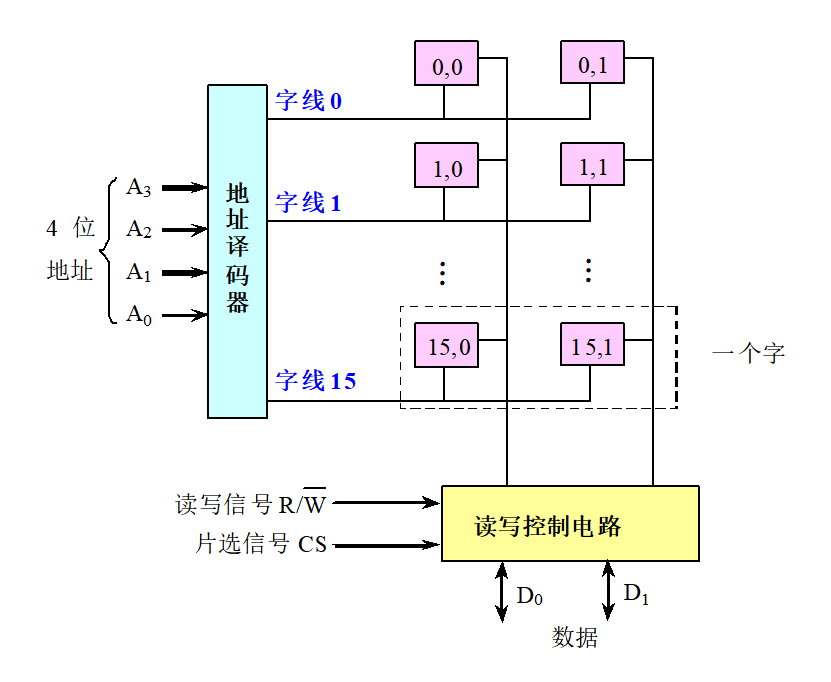 0,0
0,1
字线0
1,0
1,1
字线1
A3
A2
A1
A0
4 位
地址
地址译码器
⋮
⋮
15,0
15,1
字线15
一个字
读写信号 R/W̅
片选信号 CS
读写控制电路
D0
D1
数据